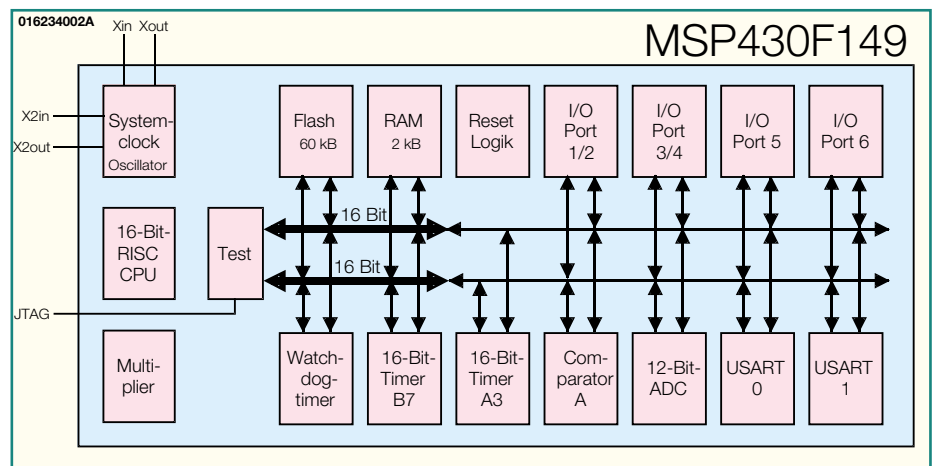 016234002A
Xin Xout
MSP430F149
X2in
X2out
System-
clock
Oscillator
Flash
60 kB
RAM
2 kB
Reset
Logik
I/O
Port
1/2
I/O
Port
3/4
I/O
Port 5
I/O
Port 6
16-Bit-
RISC
CPU
Test
16 Bit
16 Bit
JTAG
Multi-
plier
Watch-
dog-
timer
16-Bit-
Timer
B7
16-Bit-
Timer
A3
Com-
parator
A
12-Bit-
ADC
USART
0
USART
1